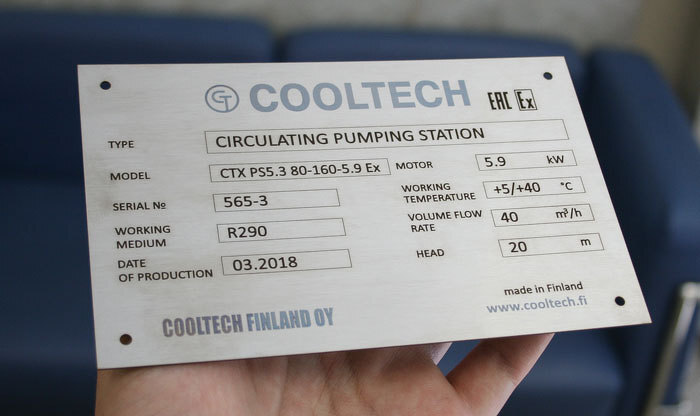 GT COOLTECH EAC Ex
TYPE CIRCULATING PUMPING STATION
MODEL CTX PS5.3 80-160-5.9 Ex MOTOR 5.9 kW
SERIAL № 565-3 WORKING TEMPERATURE +5/+40 °C
WORKING MEDIUM R290 VOLUME FLOW RATE 40 m³/h
DATE OF PRODUCTION 03.2018 HEAD 20 m
made in Finland
COOLTECH FINLAND OY www.cooltech.fi